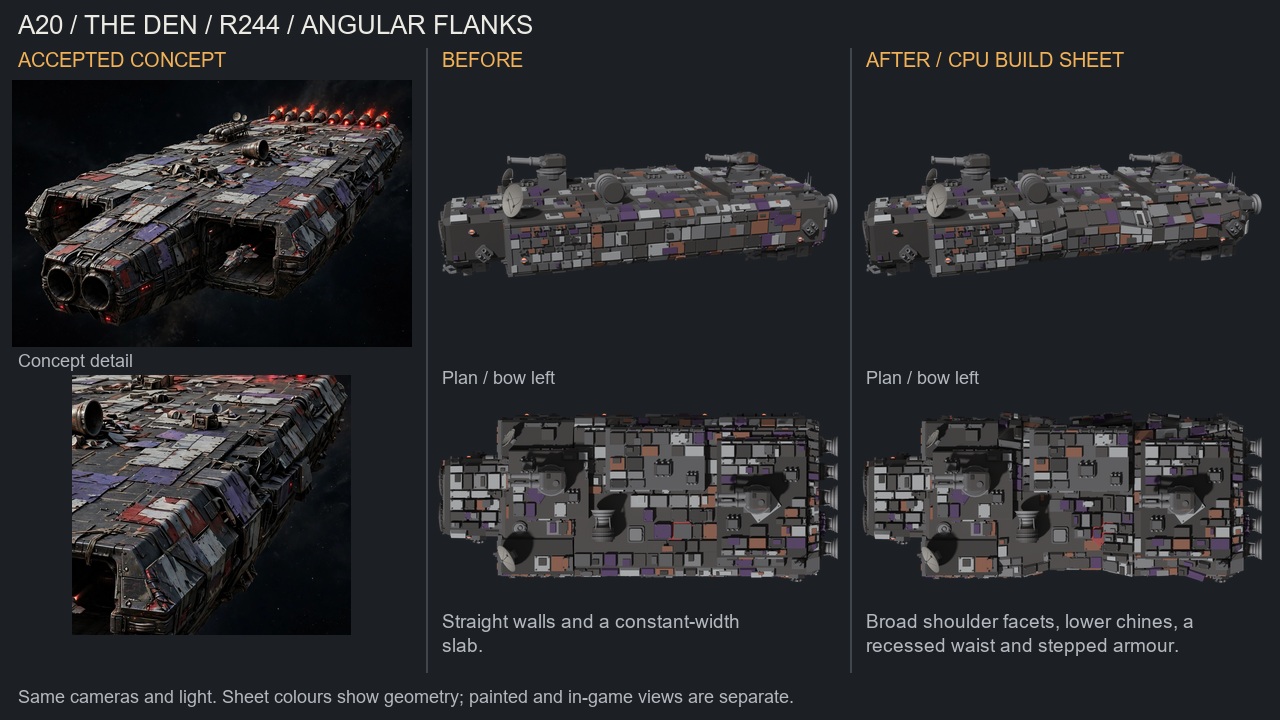 A20 / THE DEN / R244 / ANGULAR FLANKS
ACCEPTED CONCEPT
Concept detail
BEFORE
Plan / bow left
Straight walls and a constant-width
slab.
AFTER / CPU BUILD SHEET
Plan / bow left
Broad shoulder facets, lower chines, a
recessed waist and stepped armour.
Same cameras and light. Sheet colours show geometry; painted and in-game views are separate.